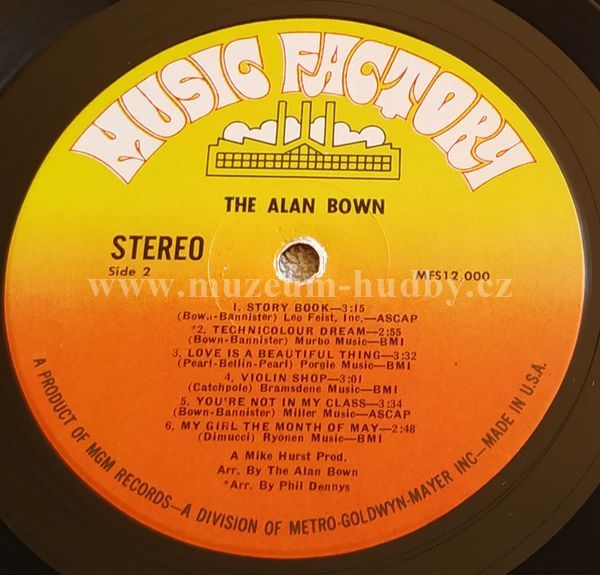 MUSIC FACTORY
THE ALAN BOWN
STEREO
Side 2
MFS12,000
www.muzeum-hudby.cz
1. STORY BOOK—3:15
(Bown-Bannister) Leo Feist, Inc.—ASCAP
*2. TECHNICOLOUR DREAM—2:55
(Bown-Bannister) Murbo Music—BMI
3. LOVE IS A BEAUTIFUL THING—3:32
(Pearl-Bellin-Pearl) Porgie Music—BMI
4. VIOLIN SHOP—3:01
(Catchpole) Bramsdene Music—BMI
5. YOU'RE NOT IN MY CLASS—3:34
(Bown-Bannister) Miller Music—ASCAP
6. MY GIRL THE MONTH OF MAY—2:48
(Dimucci) Ryonen Music—BMI
A Mike Hurst Prod.
Arr. By The Alan Bown
*Arr. By Phil Dennys
A PRODUCT OF MGM RECORDS—A DIVISION OF METRO-GOLDWYN-MAYER INC—MADE IN U.S.A.